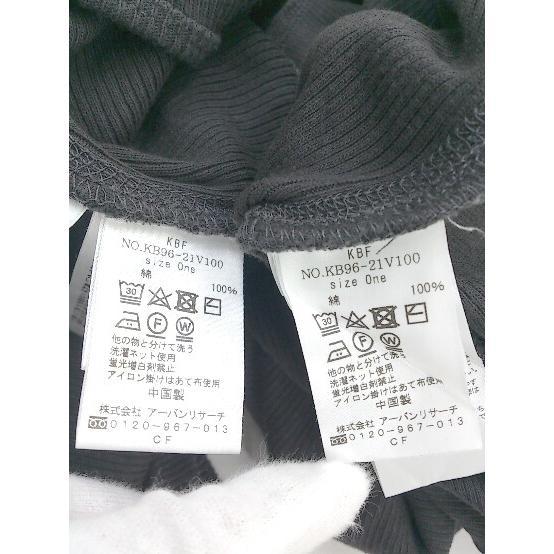 KBF
NO.KB96-21V100
size One
綿
100%
30
F W
他の物と分けて洗う
洗濯ネット使用
蛍光増白剤禁止
アイロン掛けはあて布使用
中国製
株式会社 アーバンリサーチ
0120-967-013
CF
KBF
NO.KB96-21V100
size One
綿
100%
30
F W
他の物と分けて洗う
洗濯ネット使用
蛍光増白剤禁止
アイロン掛けはあて布使用
中国製
株式会社 アーバンリサーチ
0120-967-013
CF